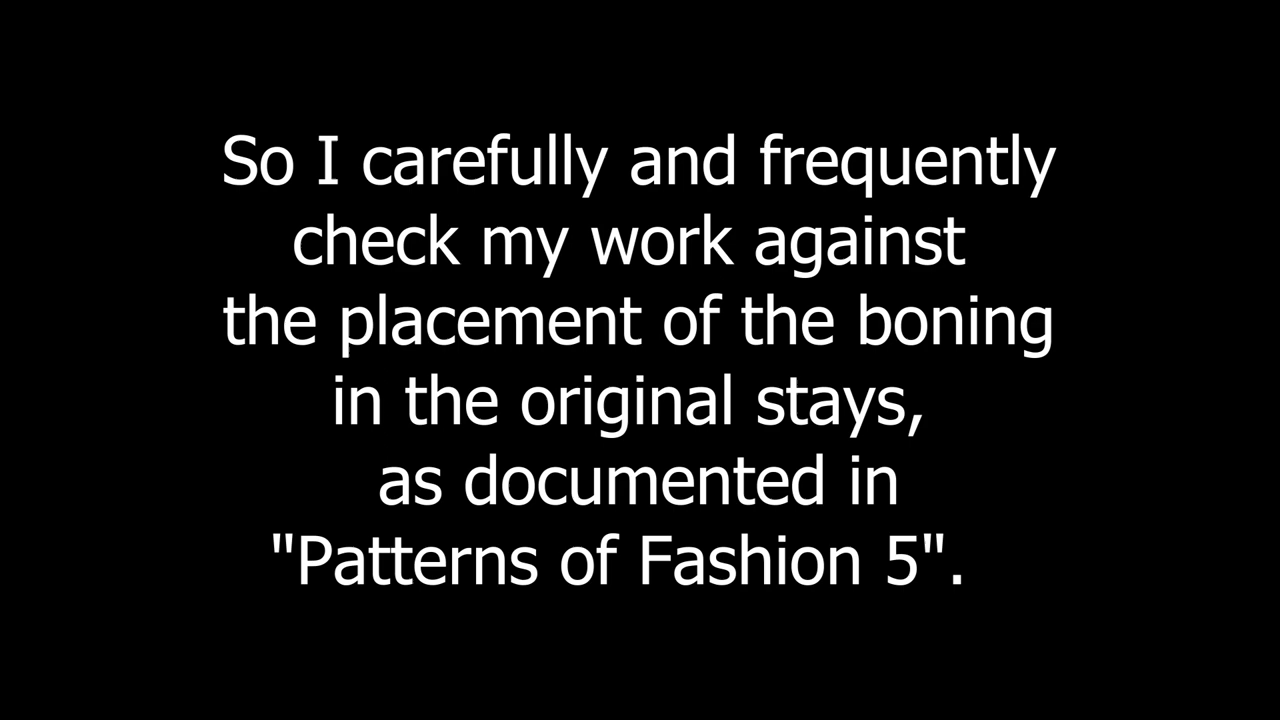 So I carefully and frequently
check my work against
the placement of the boning
in the original stays,
as documented in
"Patterns of Fashion 5".